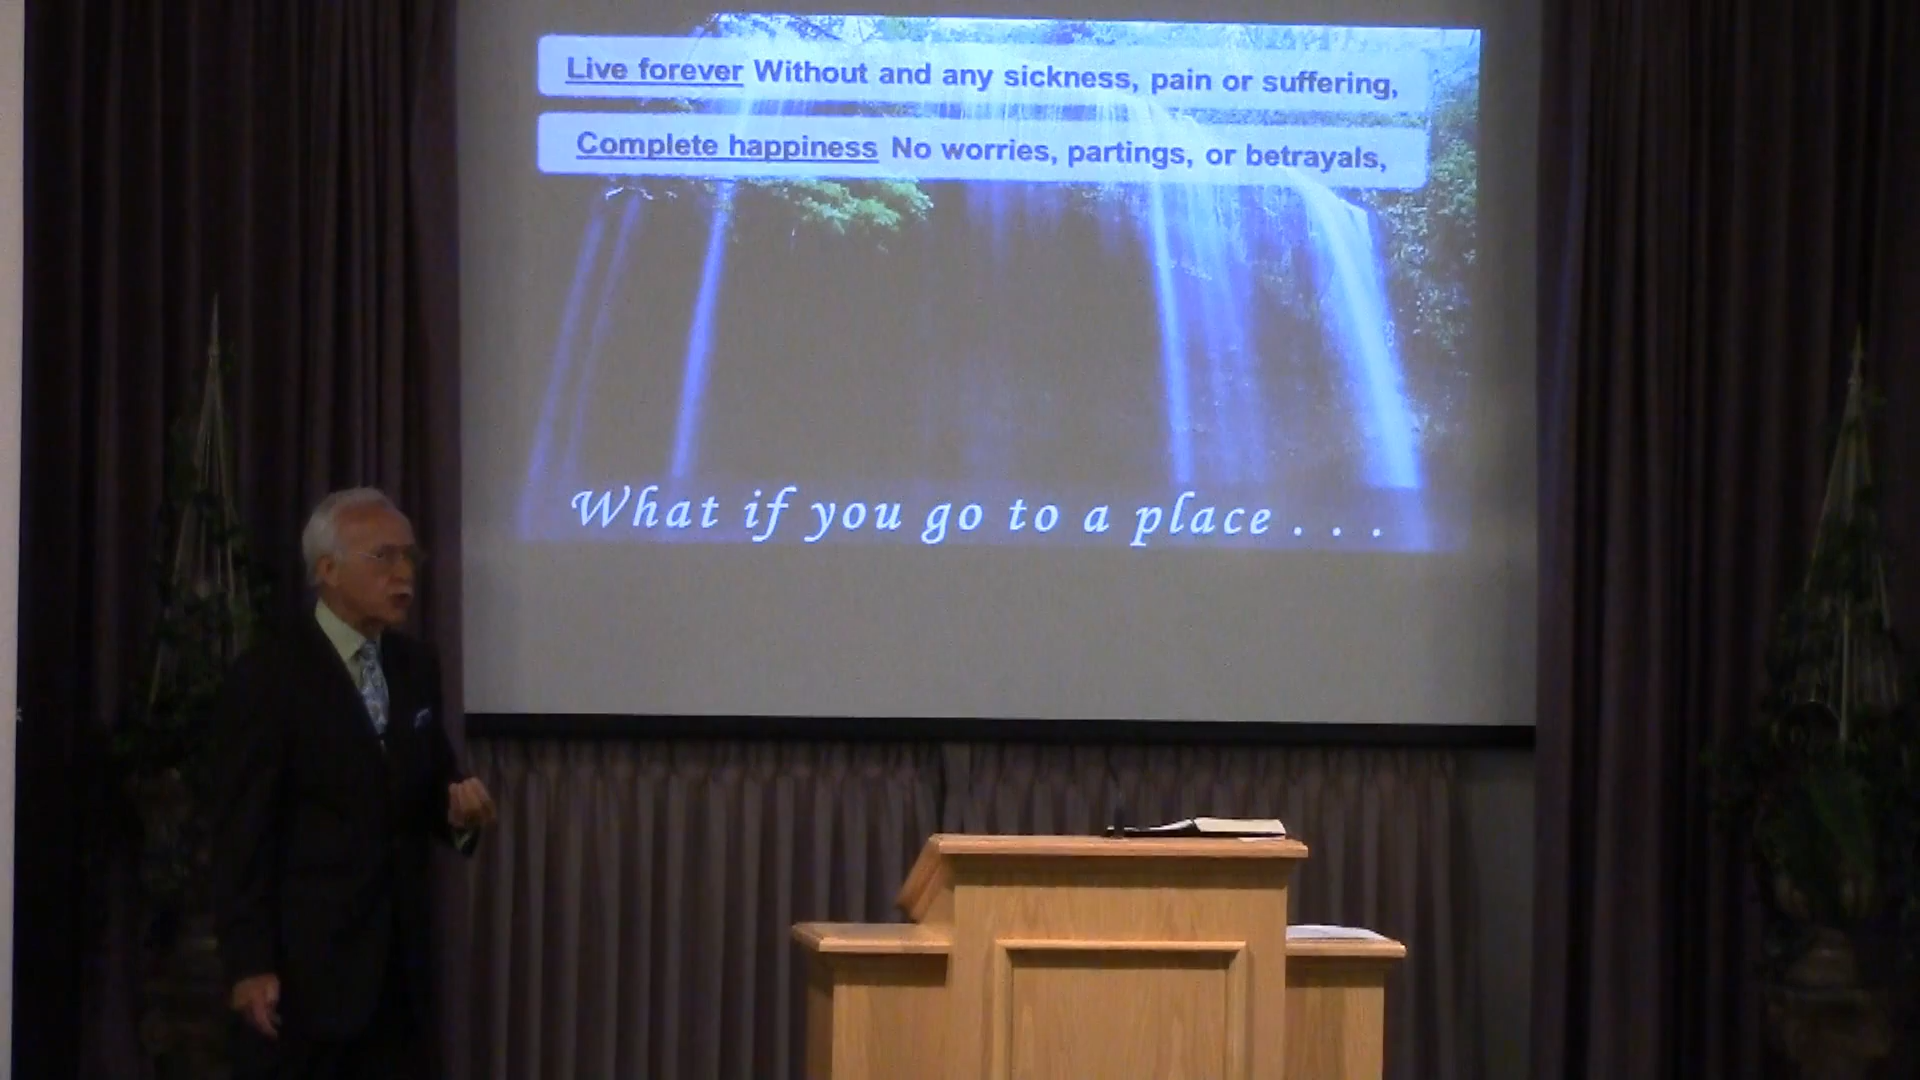 Live forever Without and any sickness, pain or suffering,
Complete happiness No worries, partings, or betrayals,
What if you go to a place . . .